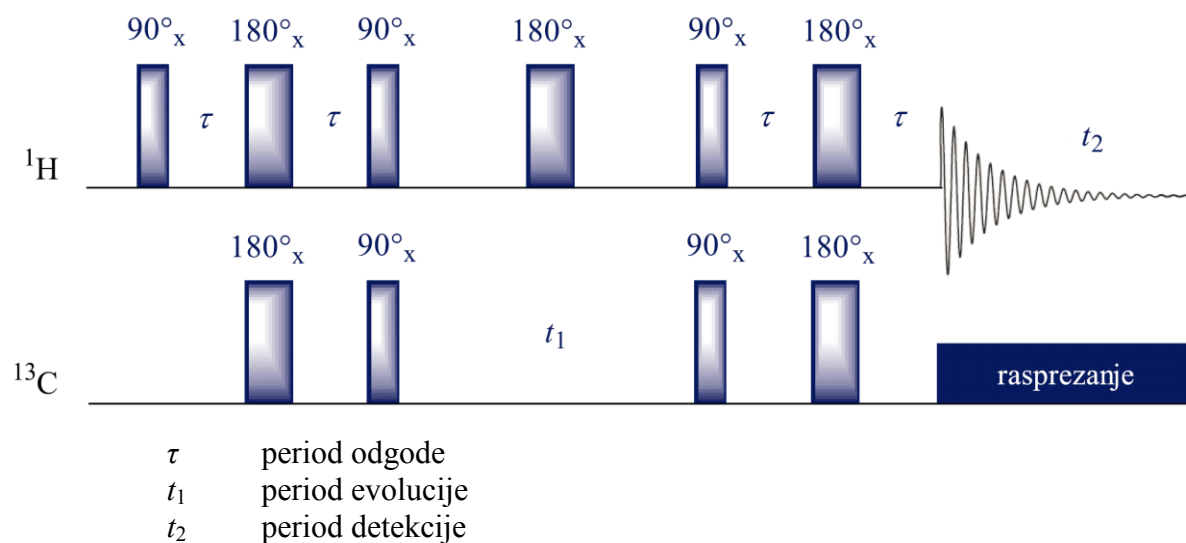 90°x 180°x 90°x 180°x 90°x 180°x
τ τ τ τ t2
1H
180°x 90°x 90°x 180°x
t1
13C rasprezanje
τ period odgode
t1 period evolucije
t2 period detekcije